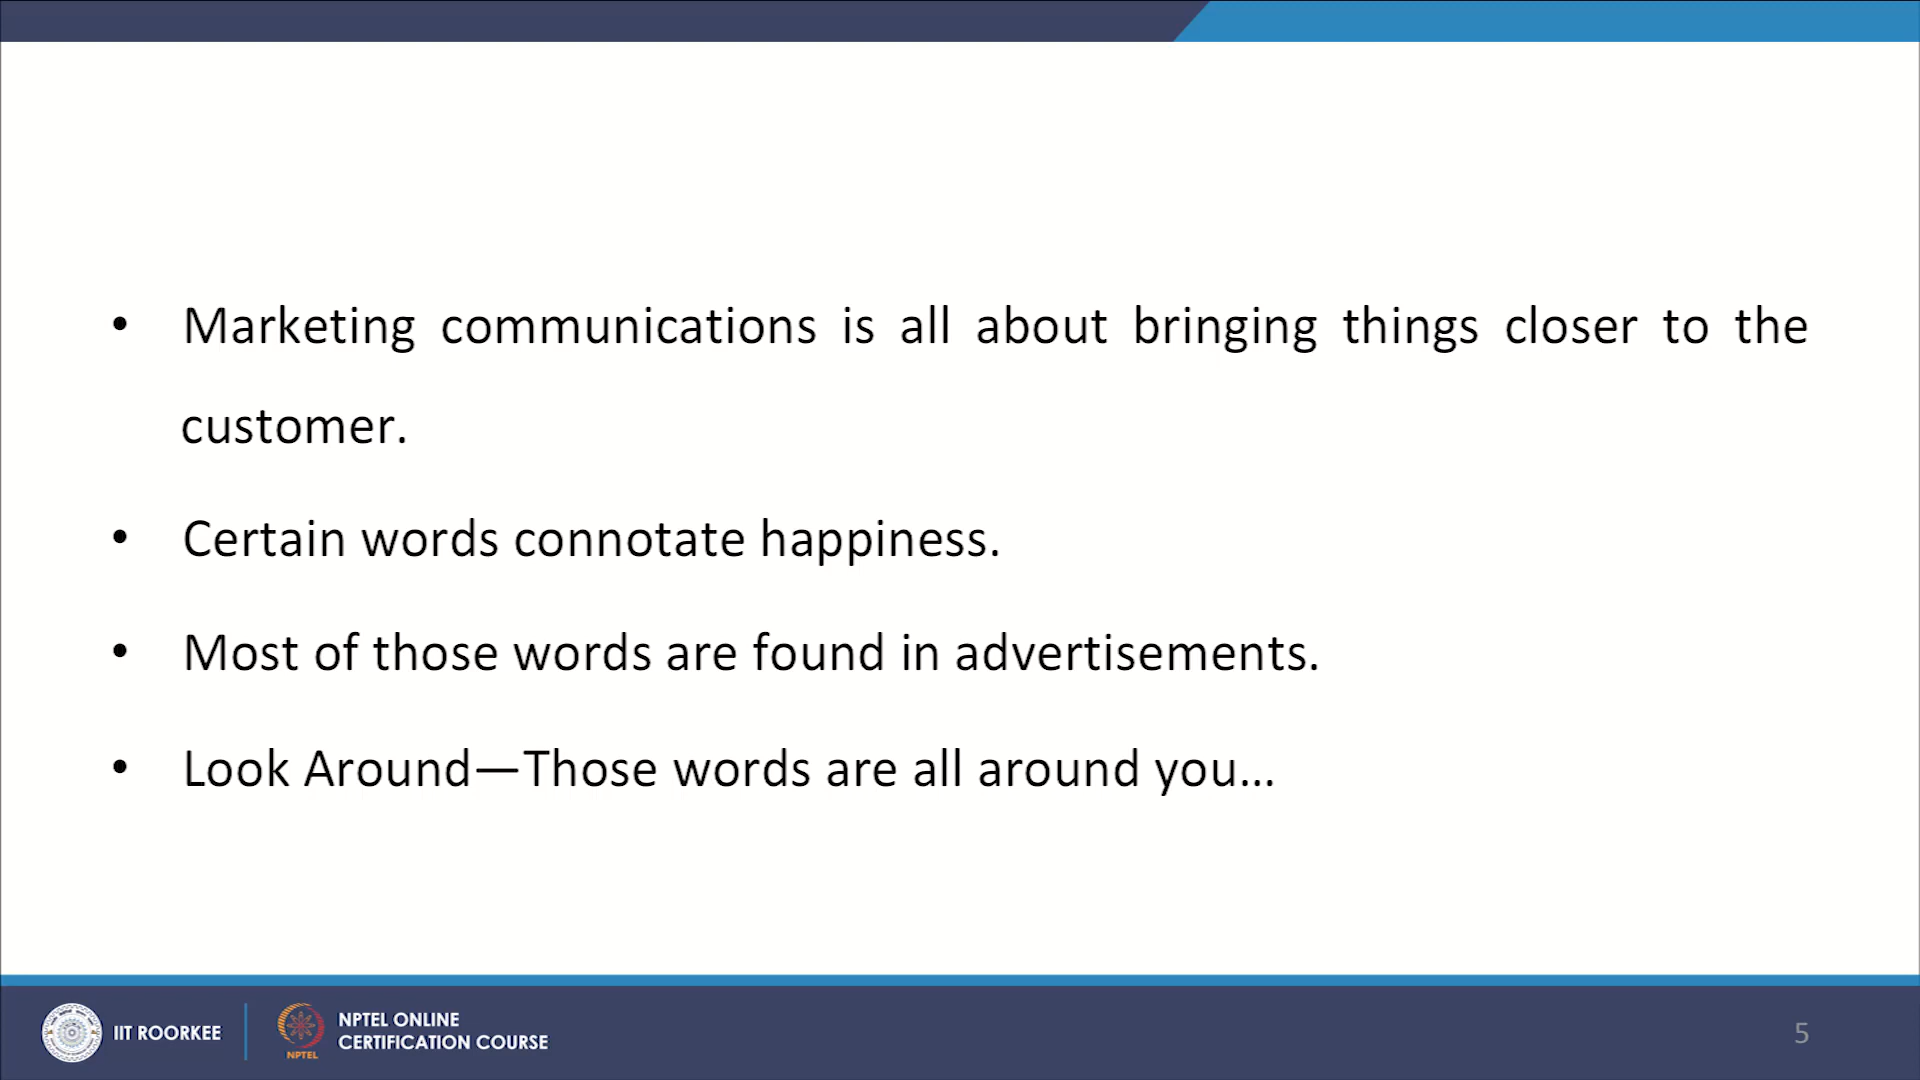 • Marketing communications is all about bringing things closer to the
customer.
• Certain words connotate happiness.
• Most of those words are found in advertisements.
• Look Around—Those words are all around you...
IIT ROORKEE
NPTEL
NPTEL ONLINE
CERTIFICATION COURSE
5